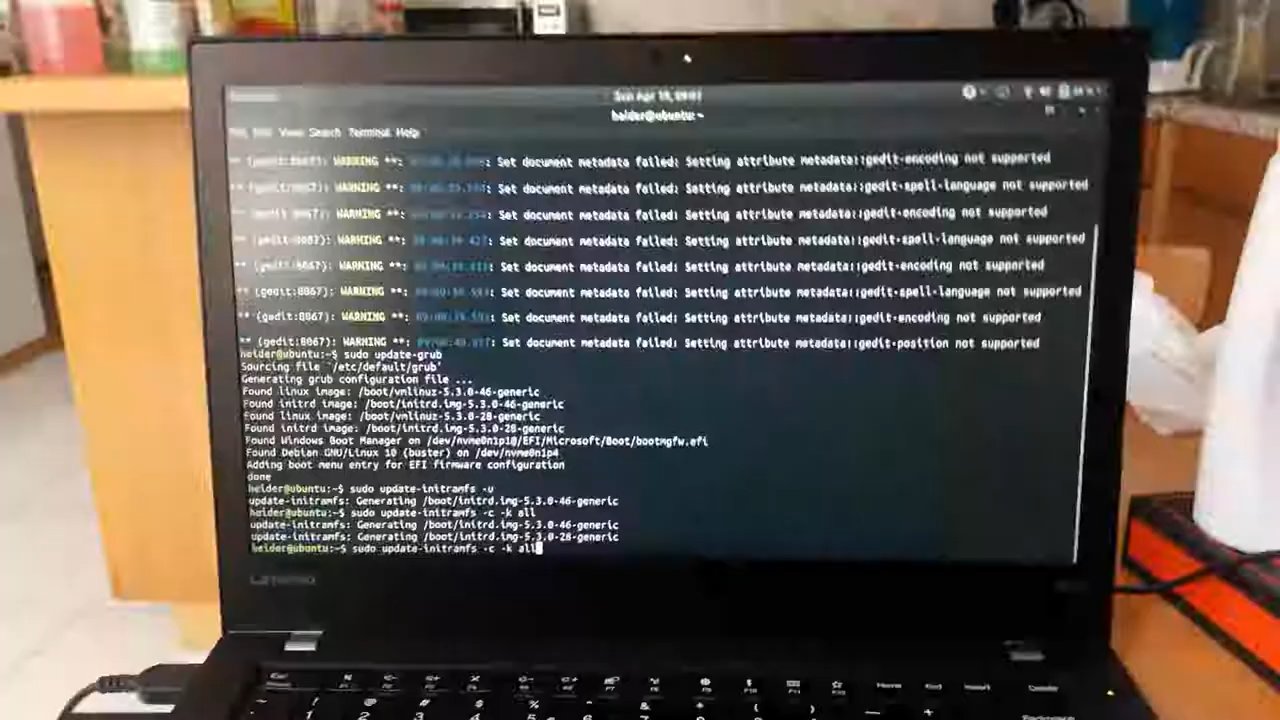 Sun Apr 19, 09:03
heider@ubuntu: ~
View Search Terminal Help
** (gedit:8067): WARNING **: Set document metadata failed: Setting attribute metadata::gedit-encoding not supported
** (gedit:8067): WARNING **: Set document metadata failed: Setting attribute metadata::gedit-spell-language not supported
** (gedit:8067): WARNING **: Set document metadata failed: Setting attribute metadata::gedit-encoding not supported
** (gedit:8067): WARNING **: Set document metadata failed: Setting attribute metadata::gedit-spell-language not supported
** (gedit:8067): WARNING **: Set document metadata failed: Setting attribute metadata::gedit-encoding not supported
** (gedit:8067): WARNING **: Set document metadata failed: Setting attribute metadata::gedit-spell-language not supported
** (gedit:8067): WARNING **: Set document metadata failed: Setting attribute metadata::gedit-encoding not supported
** (gedit:8067): WARNING **: Set document metadata failed: Setting attribute metadata::gedit-position not supported
heider@ubuntu:~$ sudo update-grub
Sourcing file `/etc/default/grub'
Generating grub configuration file ...
Found linux image: /boot/vmlinuz-5.3.0-46-generic
Found initrd image: /boot/initrd.img-5.3.0-46-generic
Found linux image: /boot/vmlinuz-5.3.0-28-generic
Found initrd image: /boot/initrd.img-5.3.0-28-generic
Found Windows Boot Manager on /dev/nvme0n1p1@/EFI/Microsoft/Boot/bootmgfw.efi
Found Debian GNU/Linux 10 (buster) on /dev/nvme0n1p4
Adding boot menu entry for EFI firmware configuration
done
heider@ubuntu:~$ sudo update-initramfs -u
update-initramfs: Generating /boot/initrd.img-5.3.0-46-generic
heider@ubuntu:~$ sudo update-initramfs -c -k all
update-initramfs: Generating /boot/initrd.img-5.3.0-46-generic
update-initramfs: Generating /boot/initrd.img-5.3.0-28-generic
heider@ubuntu:~$ sudo update-initramfs -c -k all
Lenovo
Home End Insert Delete